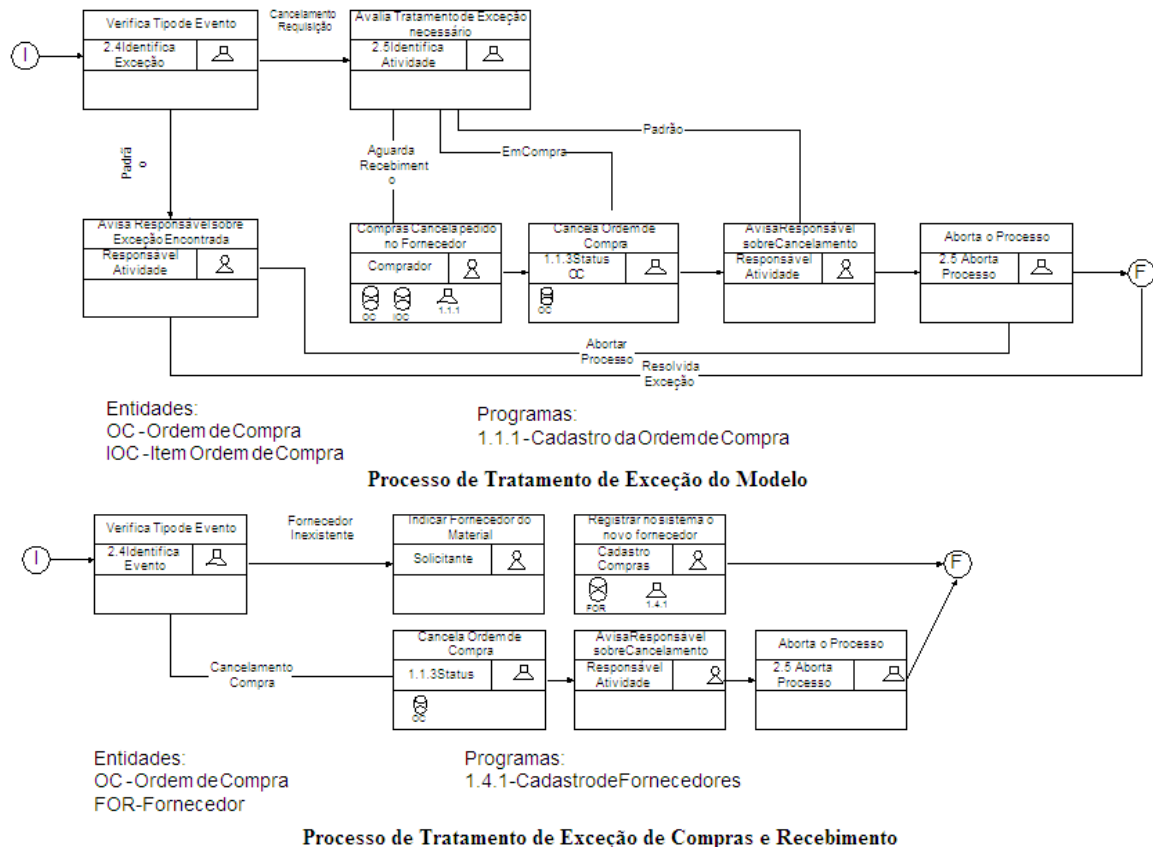 Verifica Tipo de Evento
2.4Identifica
Exceção
I
Cancelamento
Requisição
Avalia Tratamento de Exceção
necessário
2.5Identifica
Atividade
Padrã
o
Aguarda
Recebiment
o
EmCompra
Padrão
Avisa Responsável sobre
Exceção Encontrada
Responsável
Atividade
Compras Cancela pedido
no Fornecedor
Comprador
OC
IOC
1.1.1
Cancela Ordem de
Compra
1.1.3Status
OC
OC
AvisaResponsável
sobreCancelamento
Responsável
Atividade
Aborta o Processo
2.5 Aborta
Processo
F
Abortar
Processo
Resolvida
Exceção
Entidades:
OC -Ordem de Compra
IOC -Item Ordem de Compra
Programas:
1.1.1 -Cadastro da Ordem de Compra
Processo de Tratamento de Exceção do Modelo
I
Verifica Tipo de Evento
2.4Identifica
Evento
Fornecedor
Inexistente
Indicar Fornecedor do
Material
Solicitante
Registrar no sistema o
novo fornecedor
Cadastro
Compras
FOR
1.4.1
F
Cancelamento
Compra
Cancela Ordem de
Compra
1.1.3Status
OC
AvisaResponsável
sobreCancelamento
Responsável
Atividade
Aborta o Processo
2.5 Aborta
Processo
Entidades:
OC -Ordem de Compra
FOR-Fornecedor
Programas:
1.4.1-CadastrodeFornecedores
Processo de Tratamento de Exceção de Compras e Recebimento